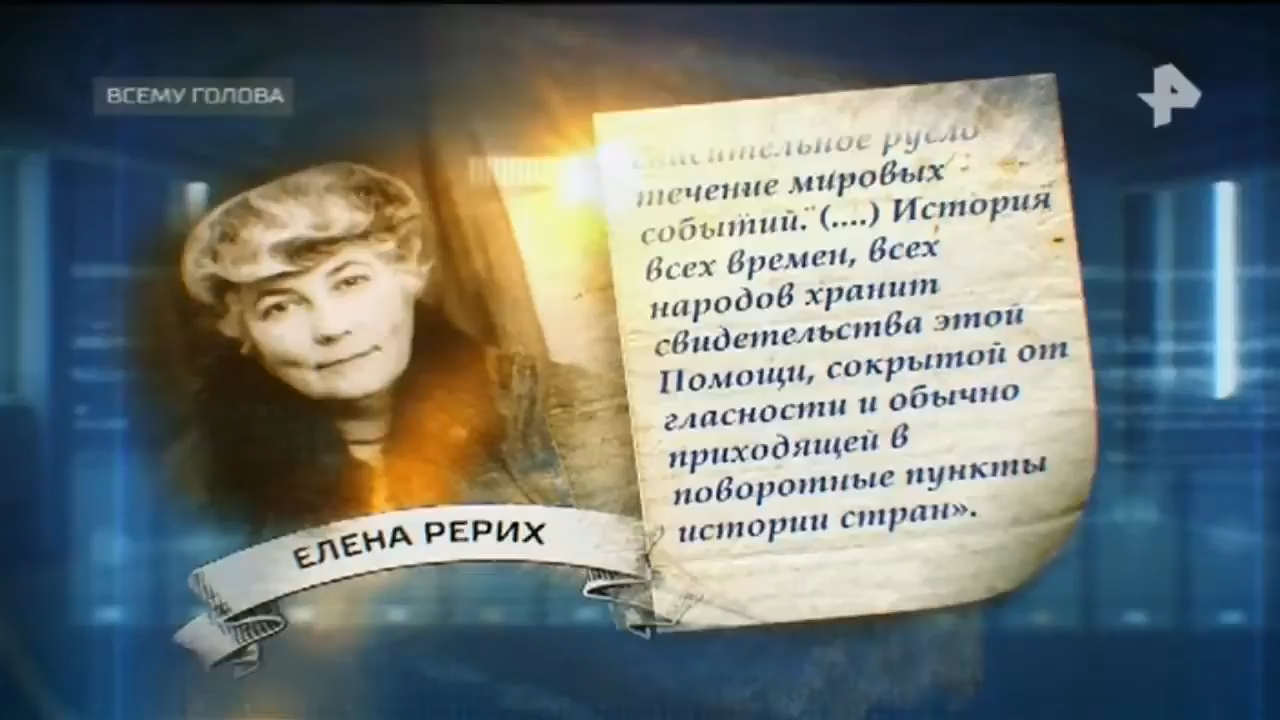 ВСЕМУ ГОЛОВА
русло
течение мировых
событий. (....) История
всех времен, всех
народов хранит
свидетельства этой
Помощи, сокрытой от
гласности и обычно
приходящей в
поворотные пункты
истории стран».
ЕЛЕНА РЕРИХ